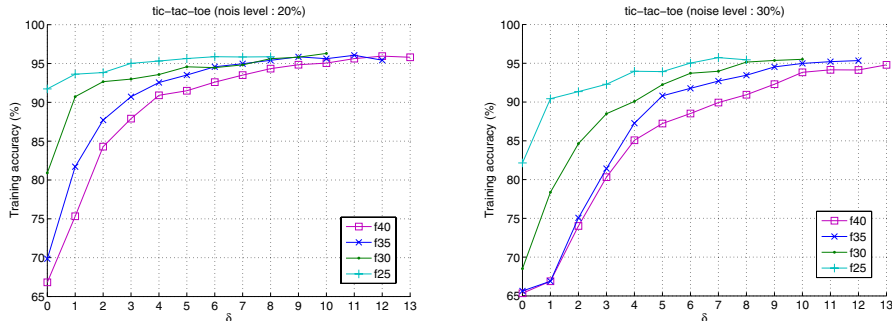 tic-tac-toe (nois level : 20%)
Training accuracy (%)
100
95
90
85
80
75
70
65
0 1 2 3 4 5 6 7 8 9 10 11 12 13
δ
f40
f35
f30
f25
tic-tac-toe (noise level : 30%)
Training accuracy (%)
100
95
90
85
80
75
70
65
0 1 2 3 4 5 6 7 8 9 10 11 12 13
δ
f40
f35
f30
f25